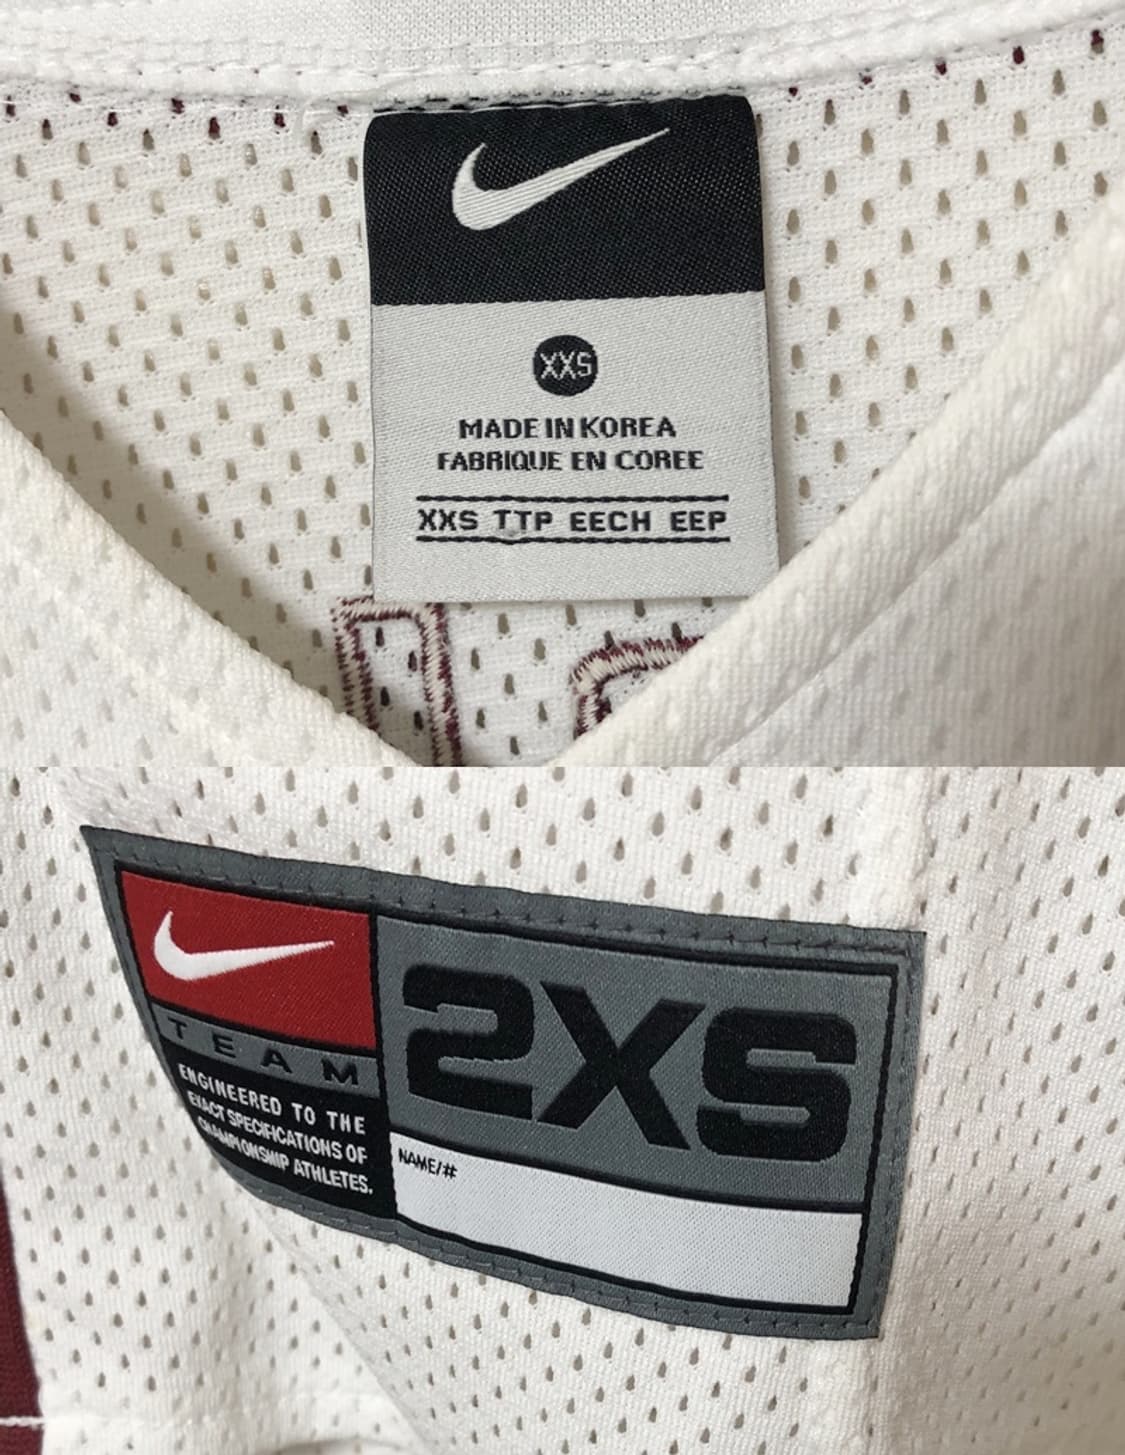 XXS
MADE IN KOREA
FABRIQUE EN COREE
XXS TTP EECH EEP
TEAM
ENGINEERED TO THE
EXACT SPECIFICATIONS OF
CHAMPIONSHIP ATHLETES.
2XS
NAME/#